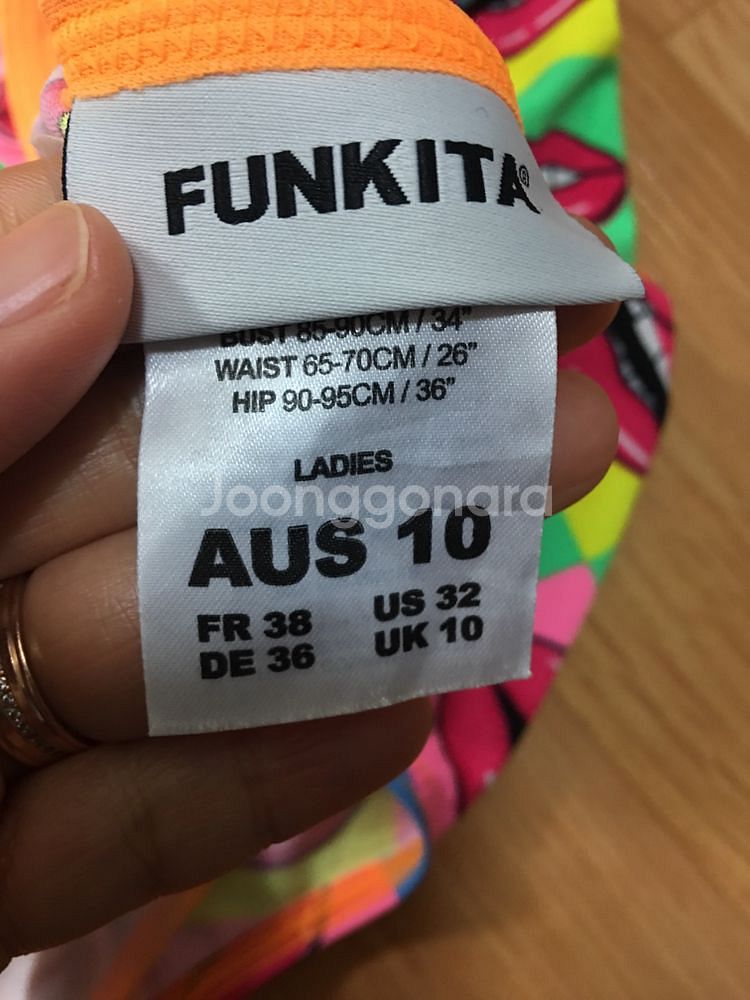 FUNKITA®
BUST 85-90CM / 34"
WAIST 65-70CM / 26"
HIP 90-95CM / 36"
LADIES
Joonggonara
AUS 10
FR 38 US 32
DE 36 UK 10